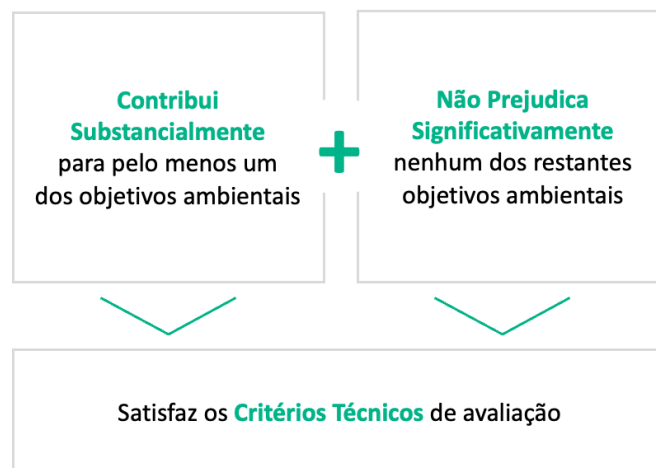 Contribui
Substancialmente
para pelo menos um
dos objetivos ambientais
+
Não Prejudica
Significativamente
nenhum dos restantes
objetivos ambientais
Satisfaz os Critérios Técnicos de avaliação